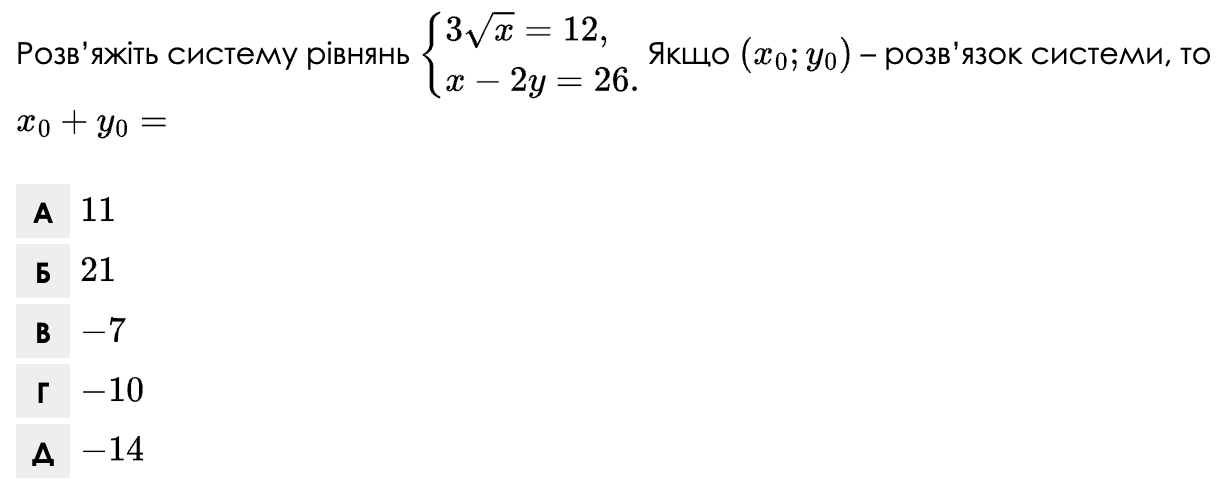 Розв’яжіть систему рівнянь { 3√x = 12, x − 2y = 26. Якщо (x₀; y₀) – розв’язок системи, то
x₀ + y₀ =
А 11
Б 21
В −7
Г −10
Д −14